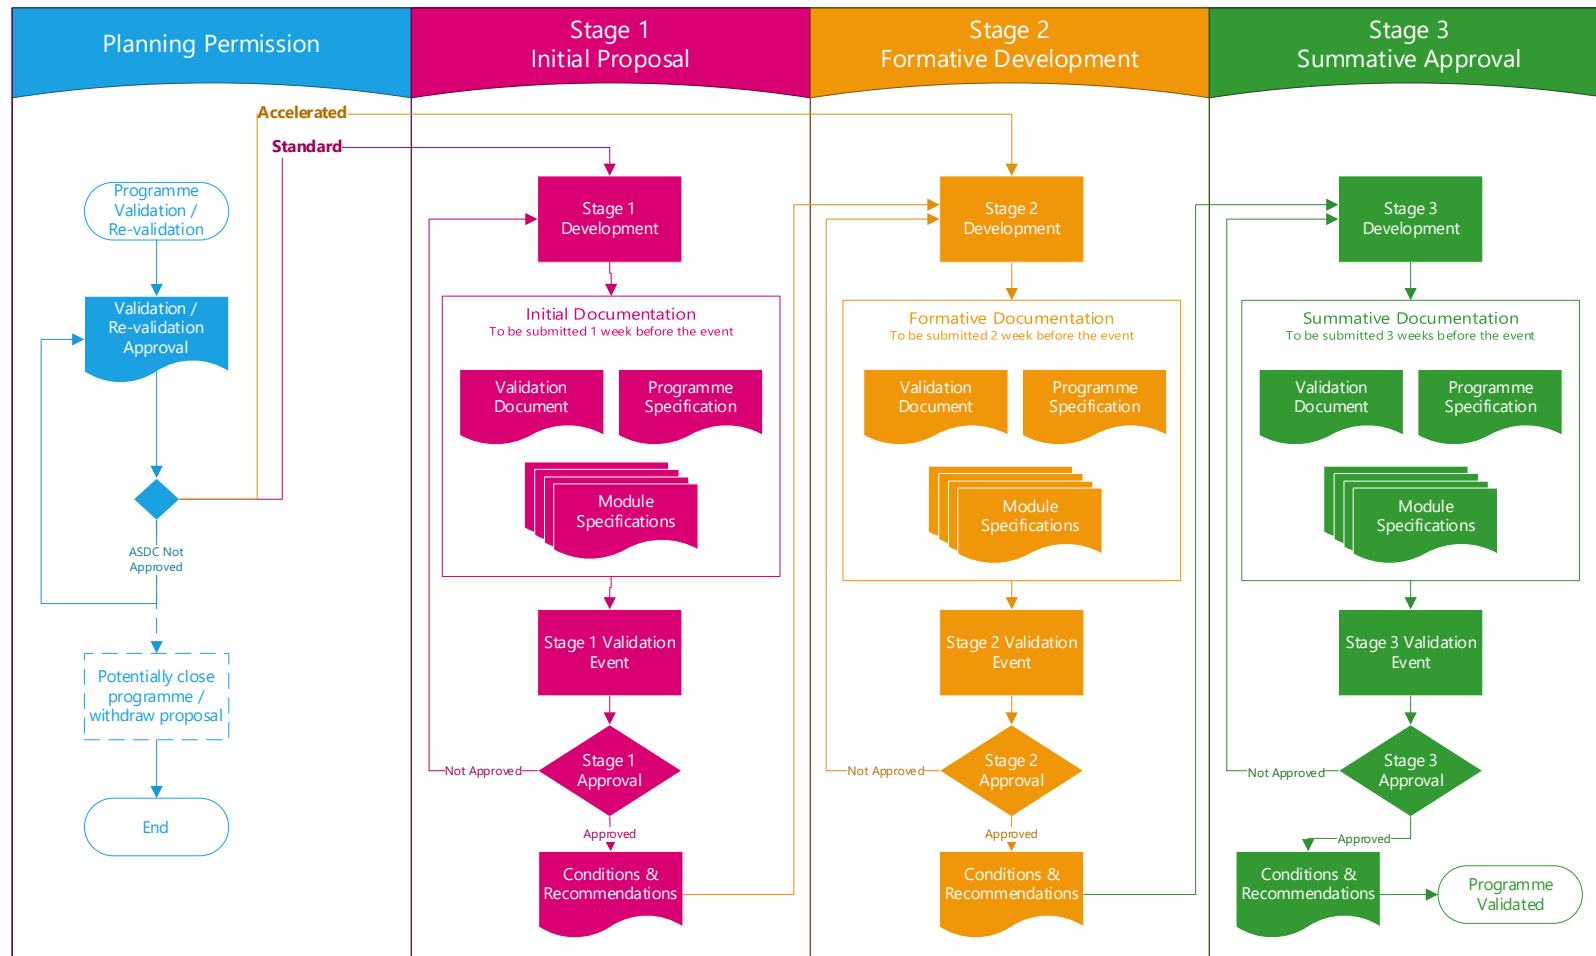 Planning Permission
Stage 1
Initial Proposal
Stage 2
Formative Development
Stage 3
Summative Approval
Accelerated
Standard
Programme
Validation /
Re-validation
Validation /
Re-validation
Approval
ASDC Not
Approved
Potentially close
programme /
withdraw proposal
End
Stage 1
Development
Initial Documentation
To be submitted 1 week before the event
Validation
Document
Programme
Specification
Module
Specifications
Stage 1 Validation
Event
Stage 1
Approval
Not Approved
Approved
Conditions &
Recommendations
Stage 2
Development
Formative Documentation
To be submitted 2 week before the event
Validation
Document
Programme
Specification
Module
Specifications
Stage 2 Validation
Event
Stage 2
Approval
Not Approved
Approved
Conditions &
Recommendations
Stage 3
Development
Summative Documentation
To be submitted 3 weeks before the event
Validation
Document
Programme
Specification
Module
Specifications
Stage 3 Validation
Event
Stage 3
Approval
Not Approved
Approved
Conditions &
Recommendations
Programme
Validated